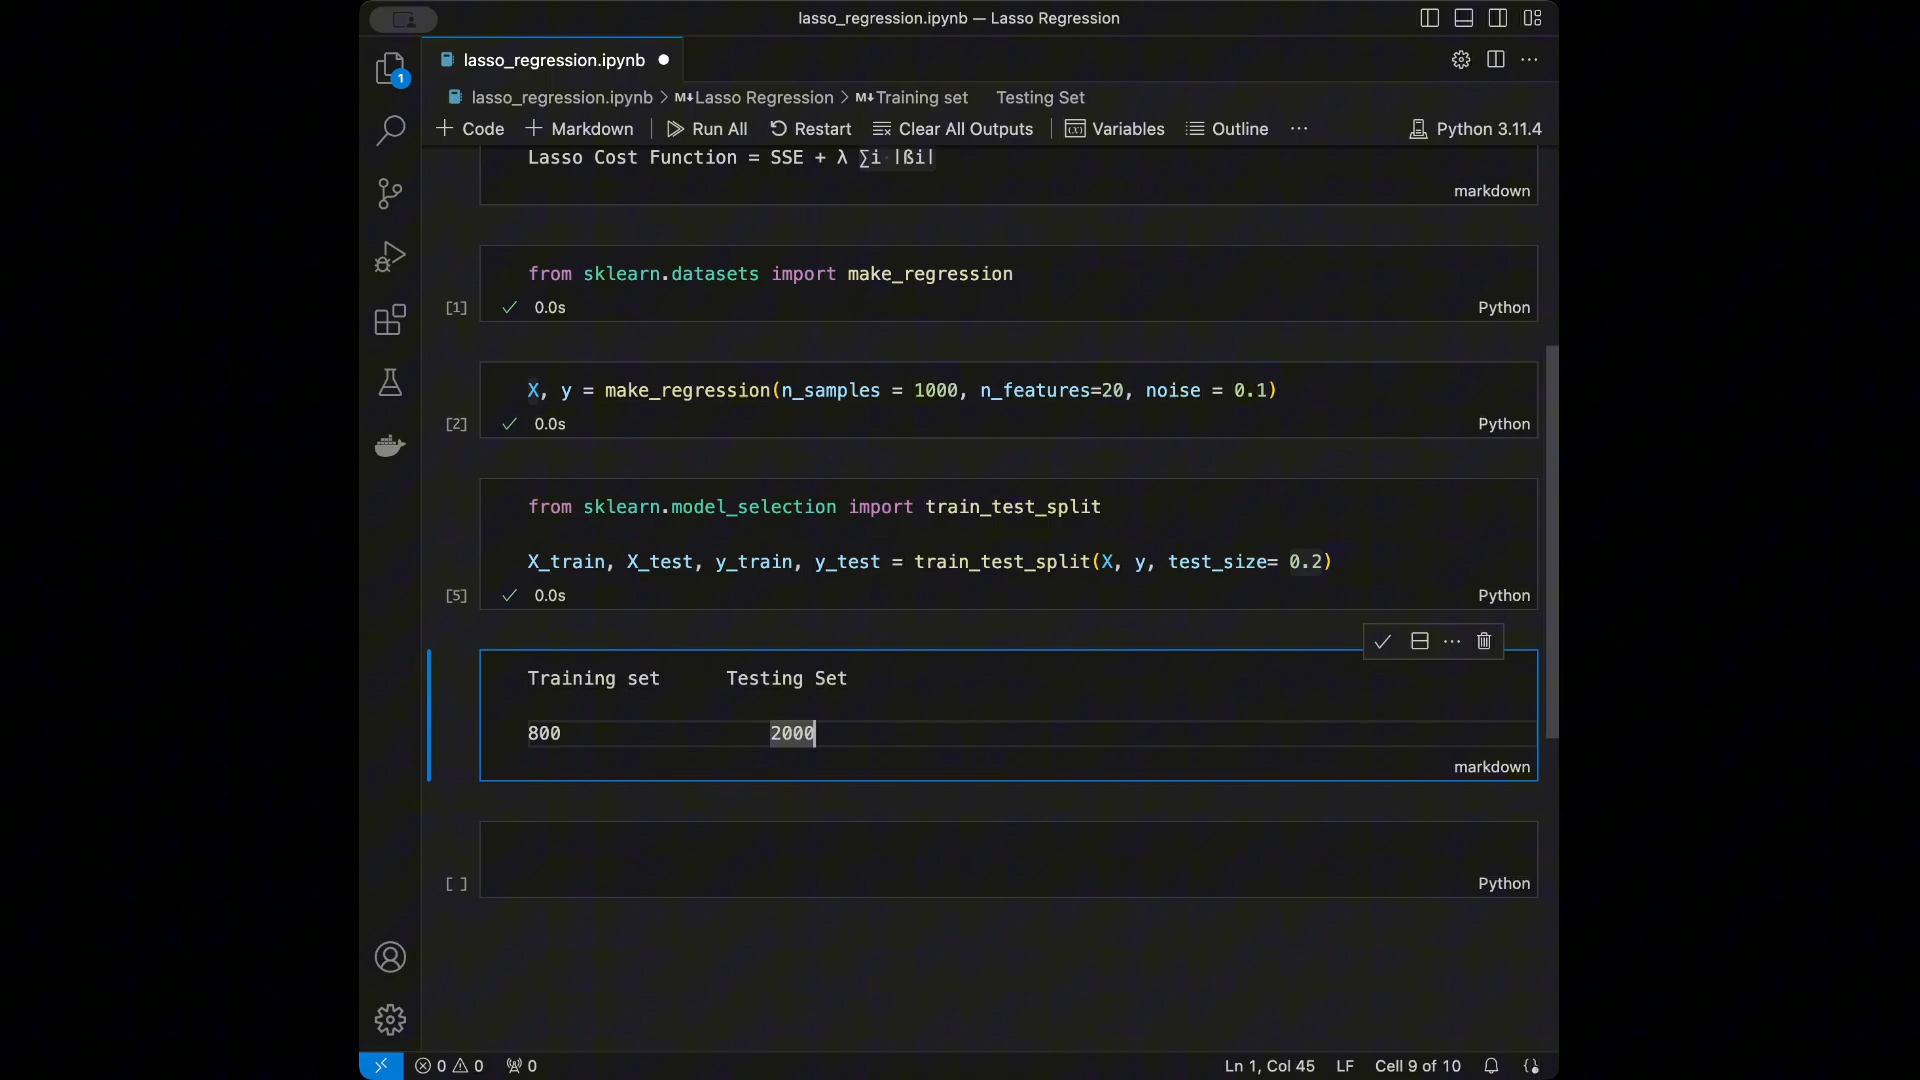 lasso_regression.ipynb — Lasso Regression
1
lasso_regression.ipynb
lasso_regression.ipynb > M↓Lasso Regression > M↓Training set Testing Set
+ Code + Markdown Run All Restart Clear All Outputs Variables Outline ... Python 3.11.4
Lasso Cost Function = SSE + λ ∑i |ßi|
markdown
from sklearn.datasets import make_regression
[1] ✓ 0.0s Python
X, y = make_regression(n_samples = 1000, n_features=20, noise = 0.1)
[2] ✓ 0.0s Python
from sklearn.model_selection import train_test_split
X_train, X_test, y_train, y_test = train_test_split(X, y, test_size= 0.2)
[5] ✓ 0.0s Python
Training set Testing Set
800 2000
markdown
[ ] Python
0 0 0 Ln 1, Col 45 LF Cell 9 of 10